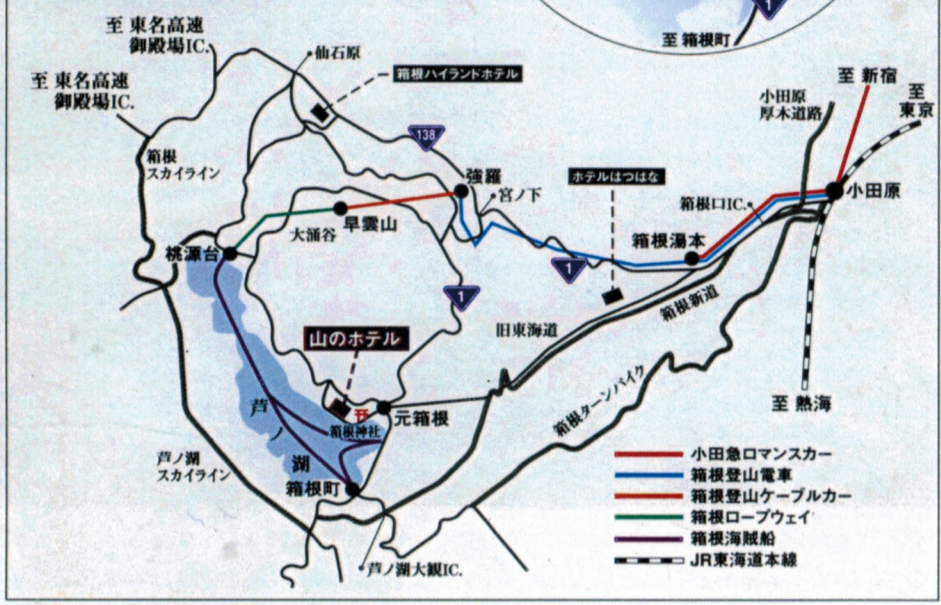 1
至 箱根町
至 東名高速
御殿場IC.
至 東名高速
御殿場IC.
仙石原
箱根ハイランドホテル
138
至 新宿
至
東京
小田原
厚木道路
箱根
スカイライン
強羅
宮ノ下
ホテルはつはな
箱根口IC.
小田原
早雲山
大涌谷
桃源台
箱根湯本
1
1
箱根新道
旧東海道
山のホテル
箱根ターンパイク
至 熱海
芦ノ湖
元箱根
箱根神社
箱根町
芦ノ湖
スカイライン
芦ノ湖大観IC.
小田急ロマンスカー
箱根登山電車
箱根登山ケーブルカー
箱根ロープウェイ
箱根海賊船
JR東海道本線